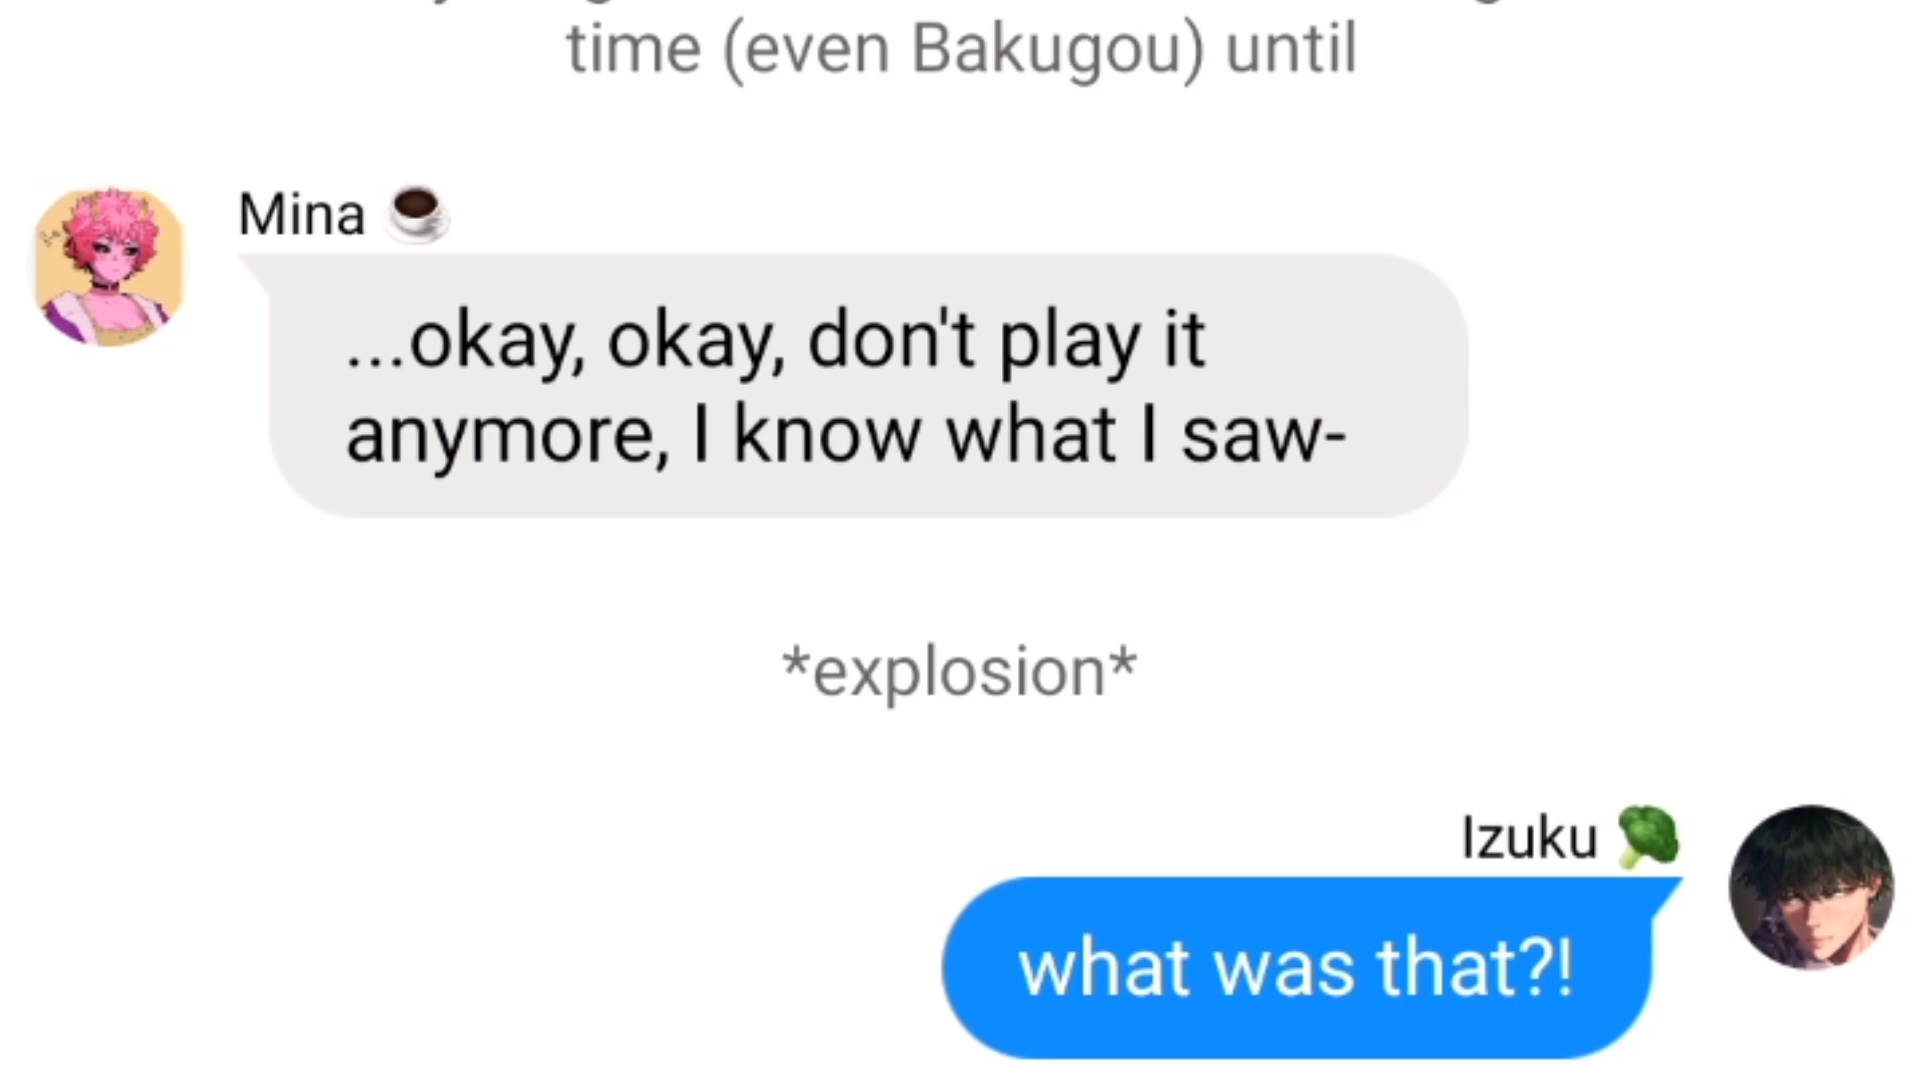 time (even Bakugou) until
Mina ☕
...okay, okay, don't play it
anymore, I know what I saw-
*explosion*
Izuku 🥦
what was that?!